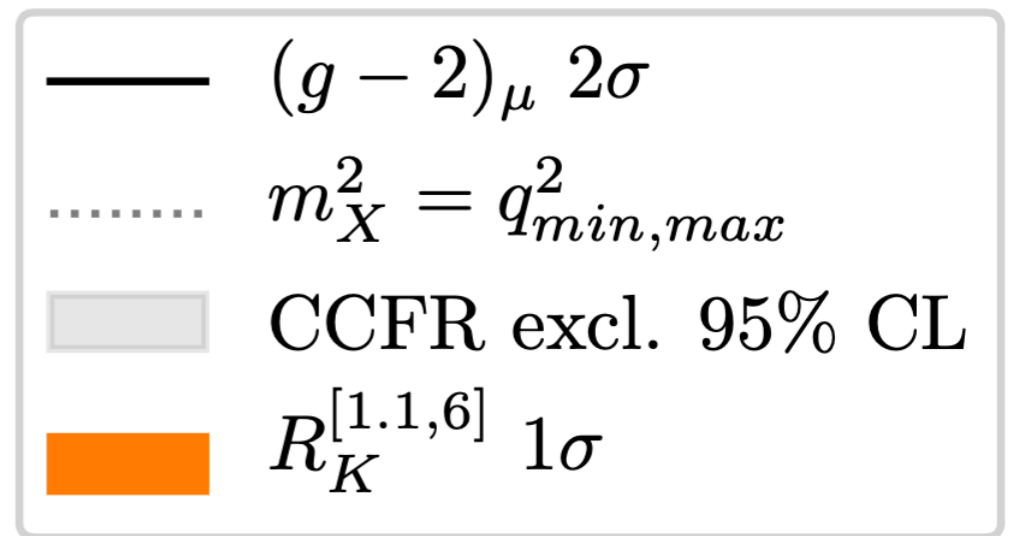 (g − 2)_μ 2σ
m_X^2 = q_{min,max}^2
CCFR excl. 95% CL
R_K^{[1.1,6]} 1σ